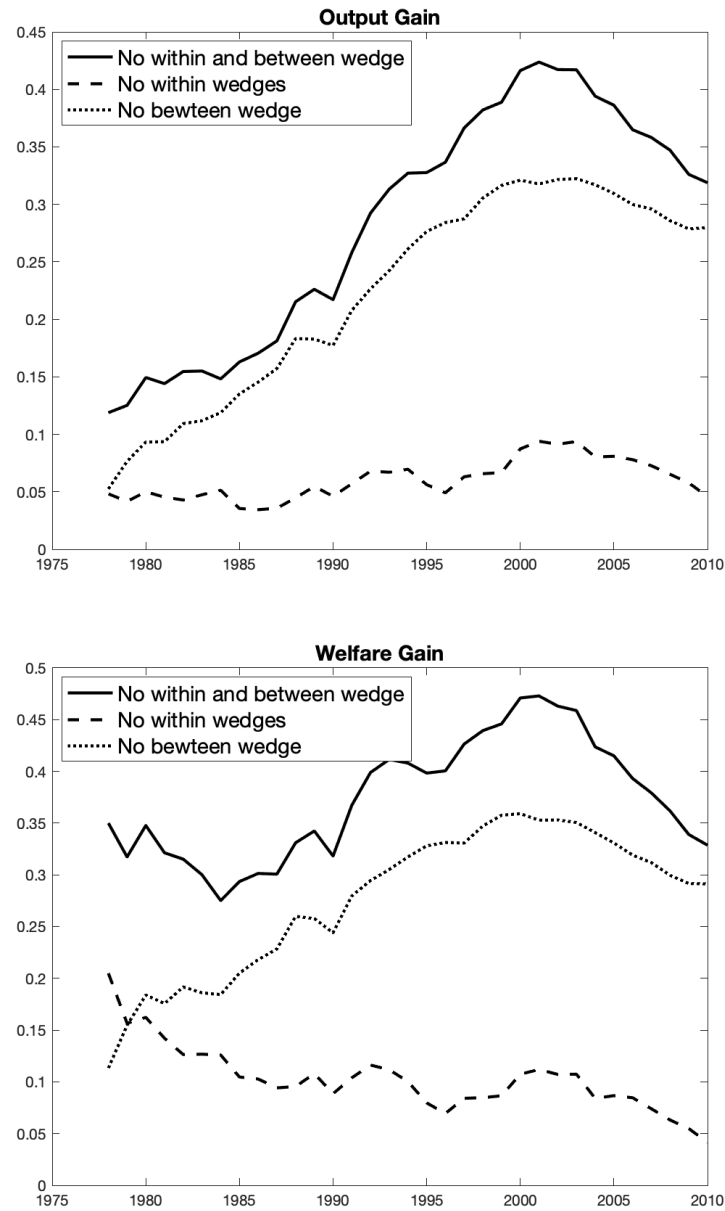 Output Gain
0.45
0.4
0.35
0.3
0.25
0.2
0.15
0.1
0.05
0
No within and between wedge
No within wedges
No bewteen wedge
1975 1980 1985 1990 1995 2000 2005 2010
Welfare Gain
0.5
0.45
0.4
0.35
0.3
0.25
0.2
0.15
0.1
0.05
0
No within and between wedge
No within wedges
No bewteen wedge
1975 1980 1985 1990 1995 2000 2005 2010